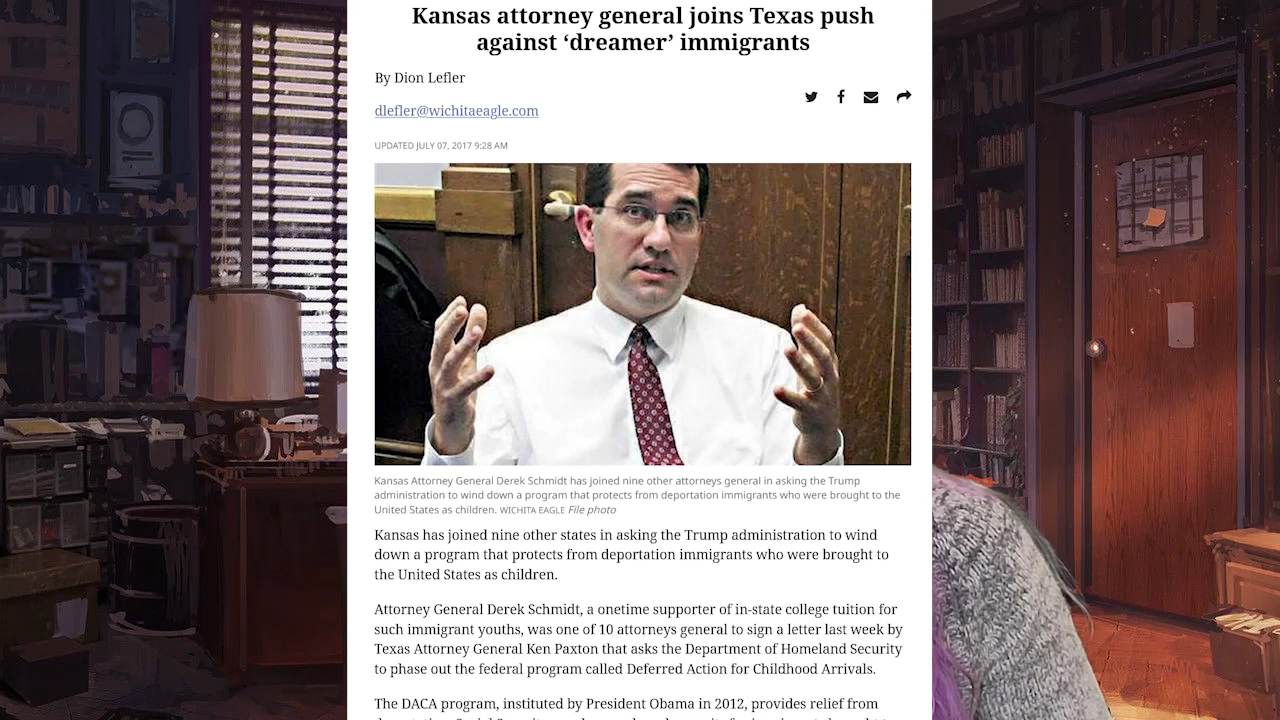 Kansas attorney general joins Texas push
against ‘dreamer’ immigrants
By Dion Lefler
dlefler@wichitaeagle.com
UPDATED JULY 07, 2017 9:28 AM
Kansas Attorney General Derek Schmidt has joined nine other attorneys general in asking the Trump
administration to wind down a program that protects from deportation immigrants who were brought to the
United States as children. WICHITA EAGLE File photo
Kansas has joined nine other states in asking the Trump administration to wind
down a program that protects from deportation immigrants who were brought to
the United States as children.
Attorney General Derek Schmidt, a onetime supporter of in-state college tuition for
such immigrant youths, was one of 10 attorneys general to sign a letter last week by
Texas Attorney General Ken Paxton that asks the Department of Homeland Security
to phase out the federal program called Deferred Action for Childhood Arrivals.
The DACA program, instituted by President Obama in 2012, provides relief from